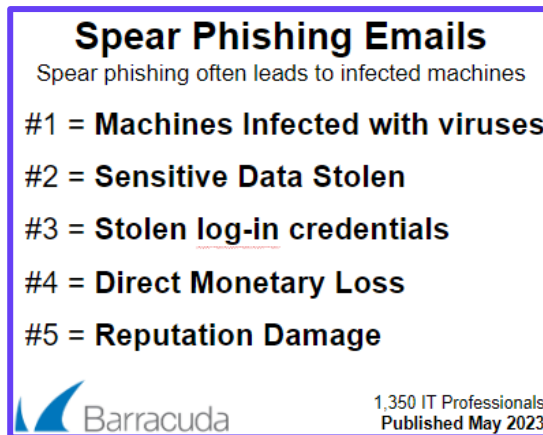 Spear Phishing Emails
Spear phishing often leads to infected machines
#1 = Machines Infected with viruses
#2 = Sensitive Data Stolen
#3 = Stolen log-in credentials
#4 = Direct Monetary Loss
#5 = Reputation Damage
Barracuda
1,350 IT Professionals
Published May 2023